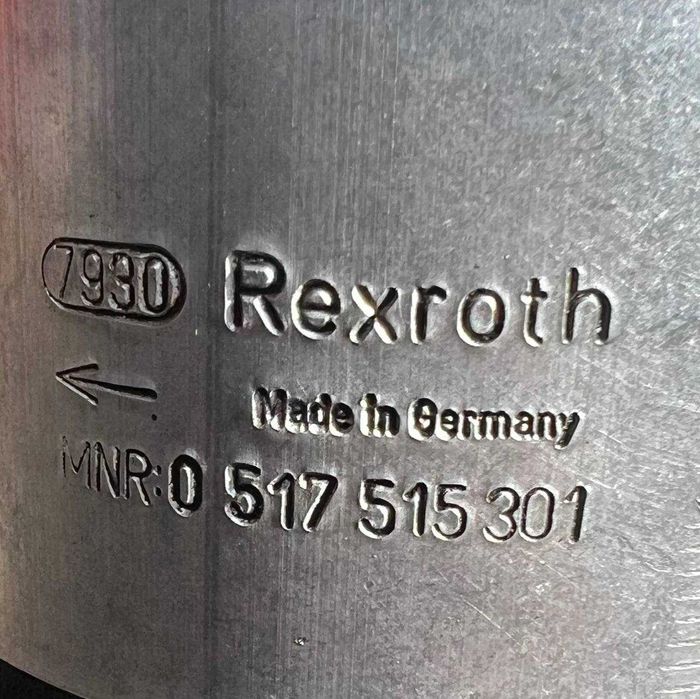 7930 Rexroth
Made in Germany
MNR: 0 517 515 301